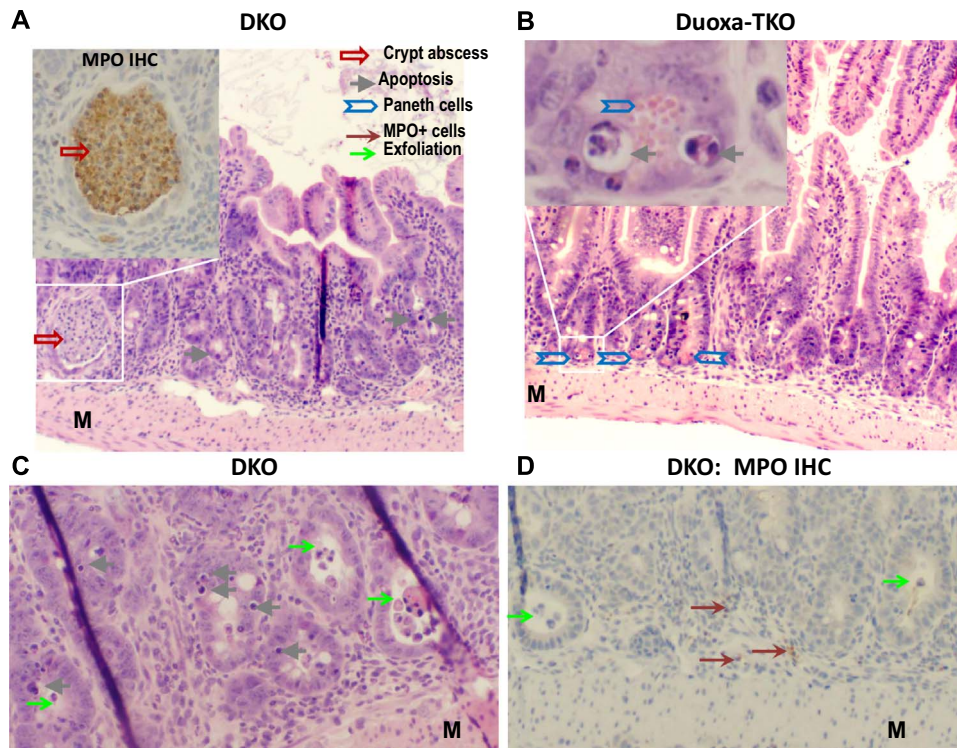 A
DKO
MPO IHC
Crypt abscess
Apoptosis
Paneth cells
MPO+ cells
Exfoliation
M
B
Duoxa-TKO
M
C
DKO
M
D
DKO: MPO IHC
M